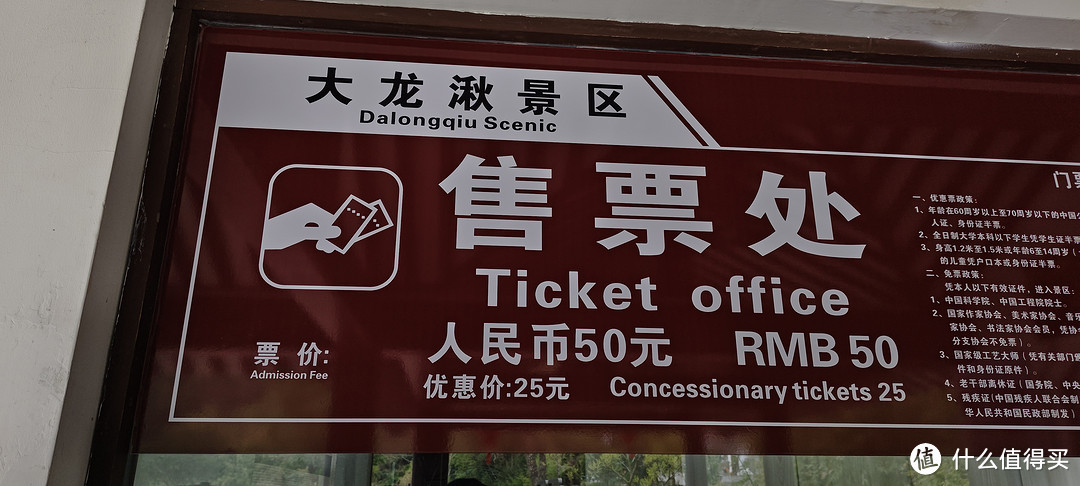 大龙湫景区
Dalongqiu Scenic
售票处
Ticket office
票 价:
Admission Fee
人民币50元 RMB 50
优惠价:25元 Concessionary tickets 25
门票
一、优惠票政策:
1、年龄在60周岁以上至70周岁以下的中国公
人证、身份证半票。
2、全日制大学本科以下学生凭学生证半票
3、身高1.2米至1.5米或年龄6至14周岁(
的儿童凭户口本或身份证半票。
二、免票政策:
凭本人以下有效证件,进入景区:
1、中国科学院、中国工程院院士。
2、国家作家协会、美术家协会、音乐
家协会、书法家协会会员,凭协
分支协会不免票)。
3、国家级工艺大师(凭有关部门颁
件和身份证原件)。
4、老干部离休证(国务院、中央
5、残疾证(中国残疾人联合会制
华人民共和国民政部制发)
值 什么值得买